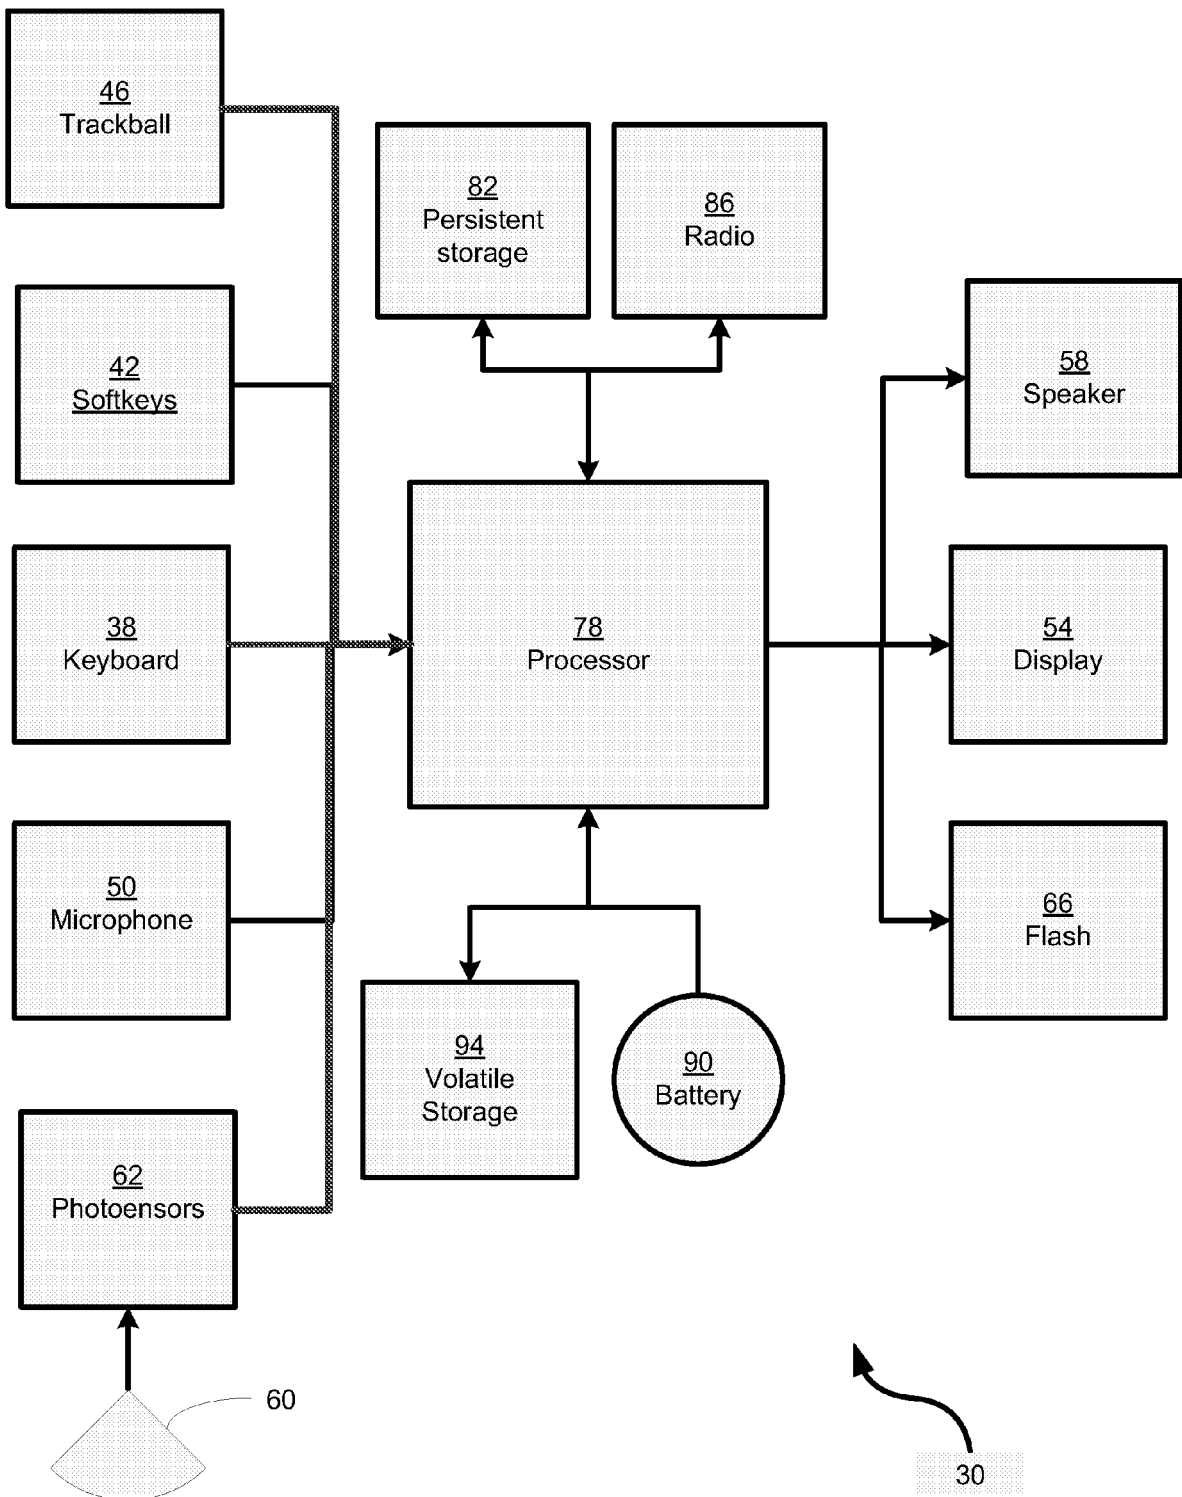 46
Trackball
82
Persistent
storage
86
Radio
42
Softkeys
58
Speaker
38
Keyboard
78
Processor
54
Display
50
Microphone
66
Flash
94
Volatile
Storage
90
Battery
62
Photoensors
60
30